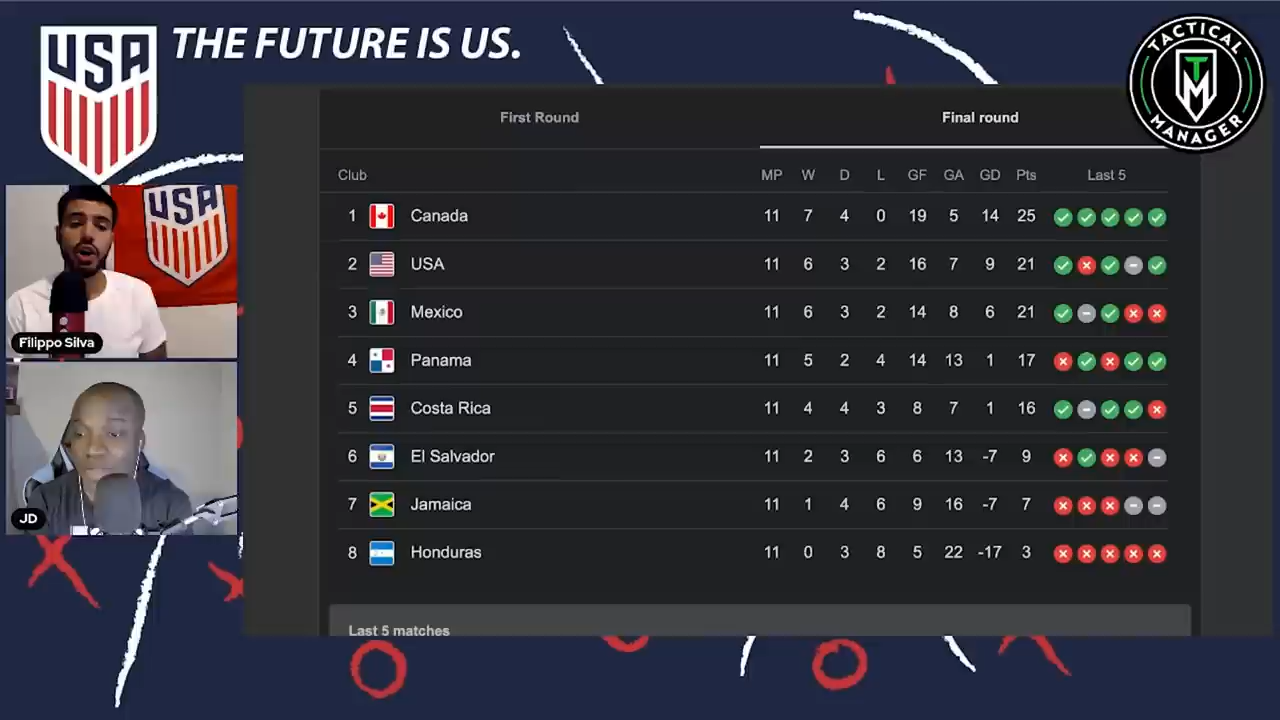 USA
THE FUTURE IS US.
TACTICAL
TM
MANAGER
USA
Filippo Silva
JD
First Round
Final round
Club MP W D L GF GA GD Pts Last 5
1 Canada 11 7 4 0 19 5 14 25
2 USA 11 6 3 2 16 7 9 21
3 Mexico 11 6 3 2 14 8 6 21
4 Panama 11 5 2 4 14 13 1 17
5 Costa Rica 11 4 4 3 8 7 1 16
6 El Salvador 11 2 3 6 6 13 -7 9
7 Jamaica 11 1 4 6 9 16 -7 7
8 Honduras 11 0 3 8 5 22 -17 3
Last 5 matches